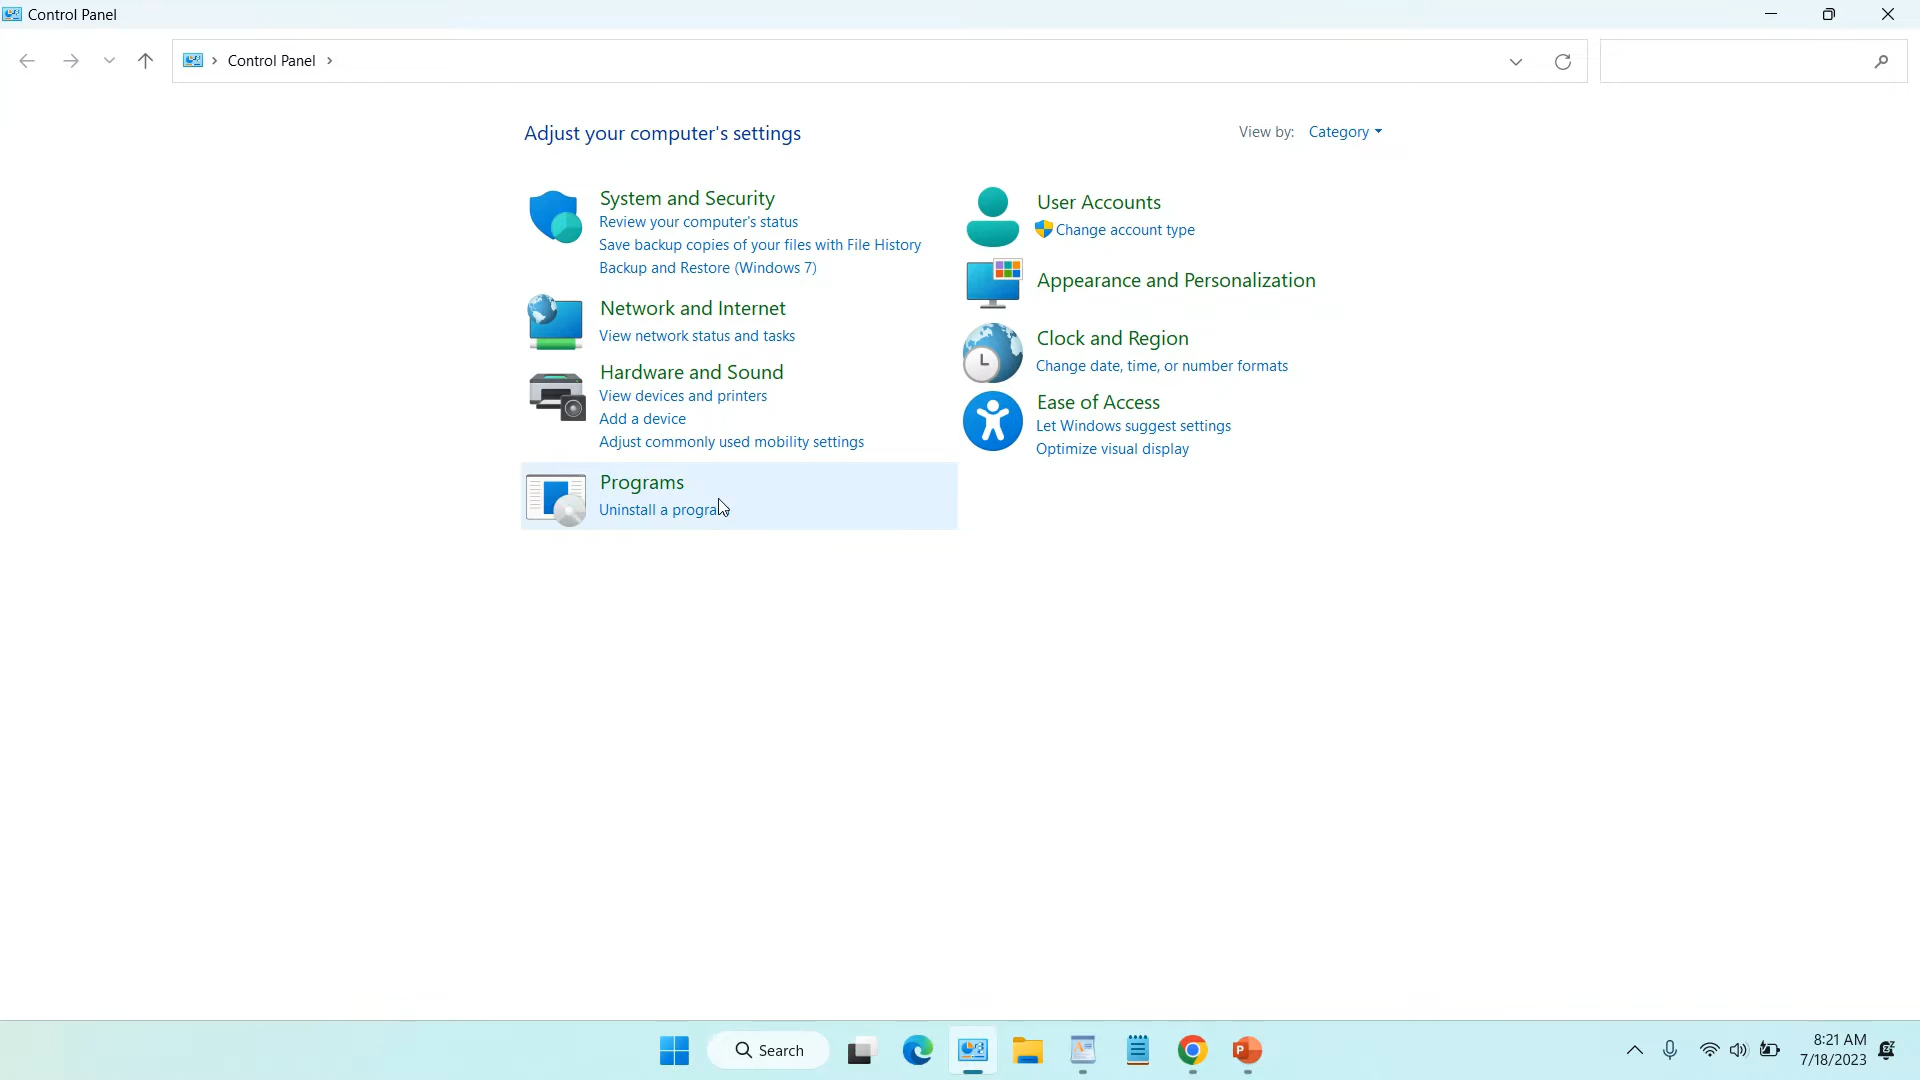 Control Panel
Control Panel
Adjust your computer's settings
View by: Category
System and Security
Review your computer's status
Save backup copies of your files with File History
Backup and Restore (Windows 7)
Network and Internet
View network status and tasks
Hardware and Sound
View devices and printers
Add a device
Adjust commonly used mobility settings
Programs
Uninstall a program
User Accounts
Change account type
Appearance and Personalization
Clock and Region
Change date, time, or number formats
Ease of Access
Let Windows suggest settings
Optimize visual display
Search
8:21 AM
7/18/2023